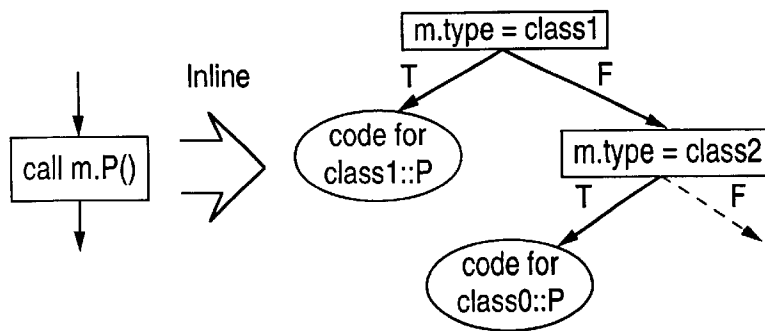 m.type = class1
T
F
Inline
code for
class1::P
call m.P()
m.type = class2
T
F
code for
class0::P